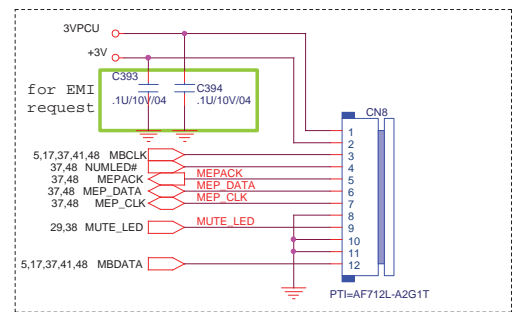 3VPCU
+3V
C393
.1U/10V/04
C394
.1U/10V/04
for EMI
request
CN8
5,17,37,41,48 MBCLK
37,48 NUMLED#
37,48 MEPACK
MEPACK
37,48 MEP_DATA
MEP_DATA
37,48 MEP_CLK
MEP_CLK
29,38 MUTE_LED
MUTE_LED
5,17,37,41,48 MBDATA
1
2
3
4
5
6
7
8
9
10
11
12
PTI=AF712L-A2G1T